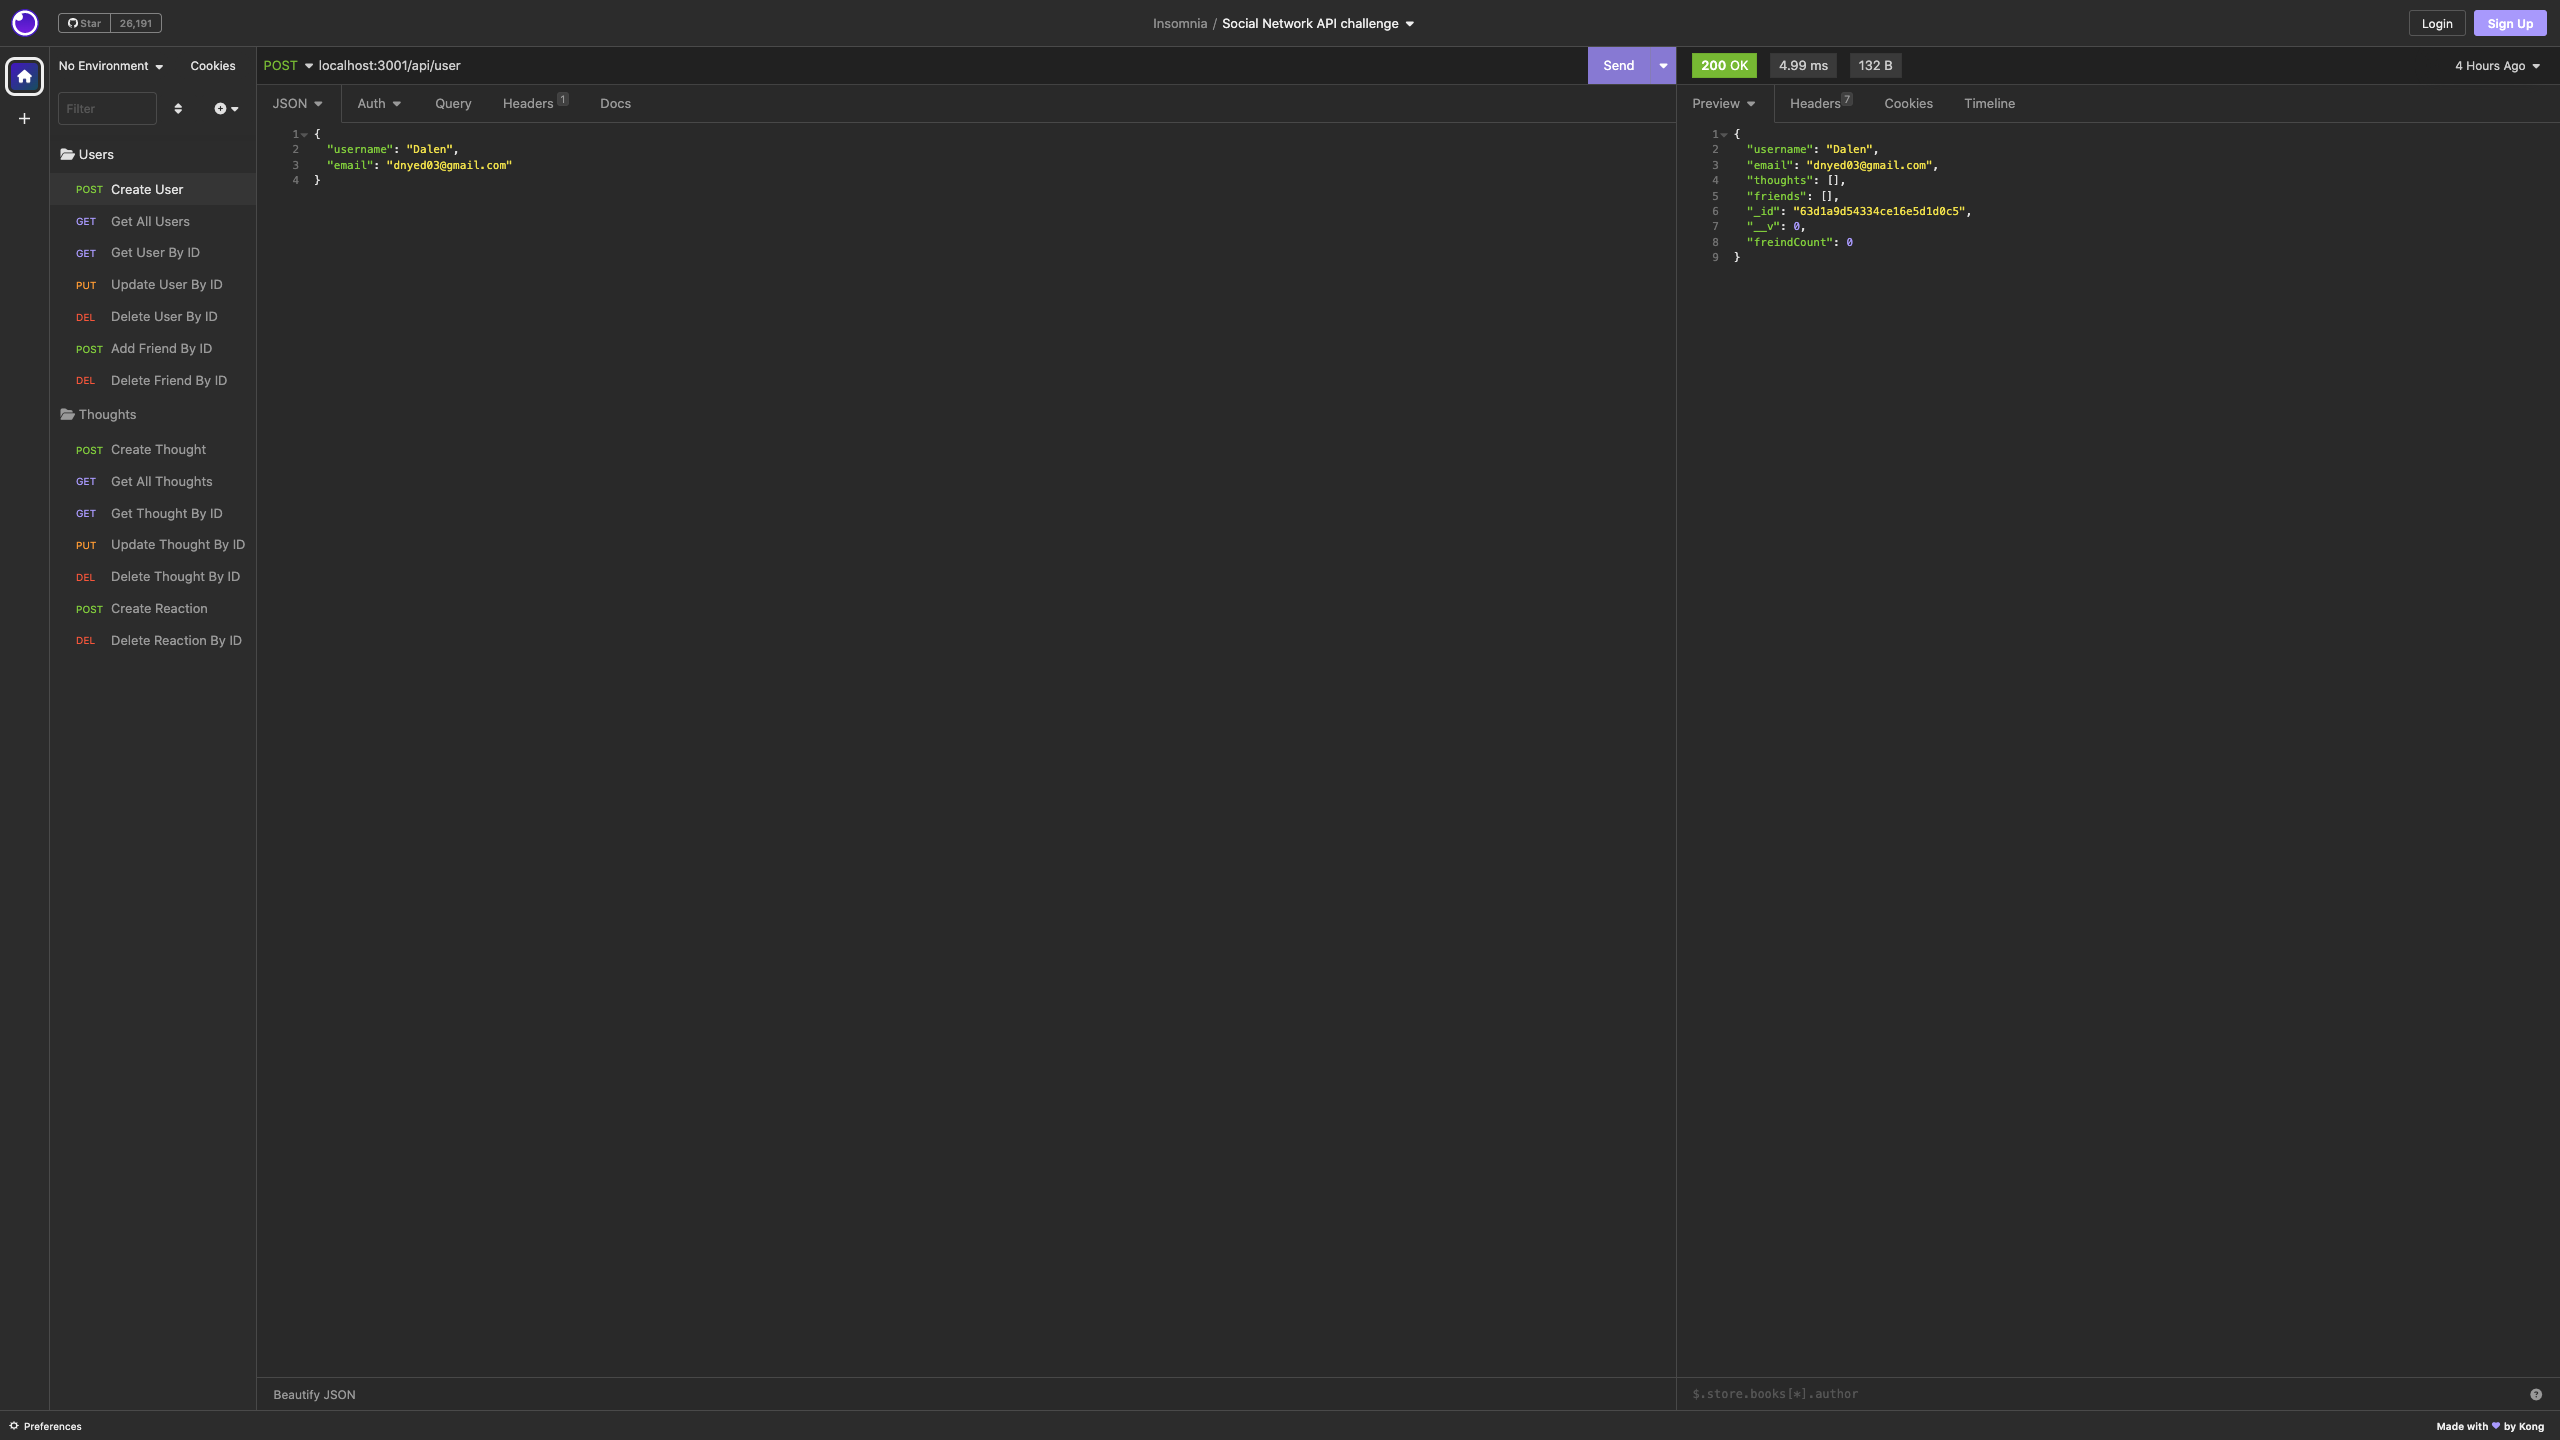 Star 26,191
Insomnia / Social Network API challenge
Login
Sign Up
No Environment
Cookies
Filter
Users
POST Create User
GET Get All Users
GET Get User By ID
PUT Update User By ID
DEL Delete User By ID
POST Add Friend By ID
DEL Delete Friend By ID
Thoughts
POST Create Thought
GET Get All Thoughts
GET Get Thought By ID
PUT Update Thought By ID
DEL Delete Thought By ID
POST Create Reaction
DEL Delete Reaction By ID
POST localhost:3001/api/user
Send
JSON Auth Query Headers 1 Docs
1 {
2 "username": "Dalen",
3 "email": "dnyed03@gmail.com"
4 }
Beautify JSON
200 OK 4.99 ms 132 B
4 Hours Ago
Preview Headers 7 Cookies Timeline
1 {
2 "username": "Dalen",
3 "email": "dnyed03@gmail.com",
4 "thoughts": [],
5 "friends": [],
6 "_id": "63d1a9d54334ce16e5d1d0c5",
7 "__v": 0,
8 "freindCount": 0
9 }
$.store.books[*].author
?
Preferences
Made with ♥ by Kong